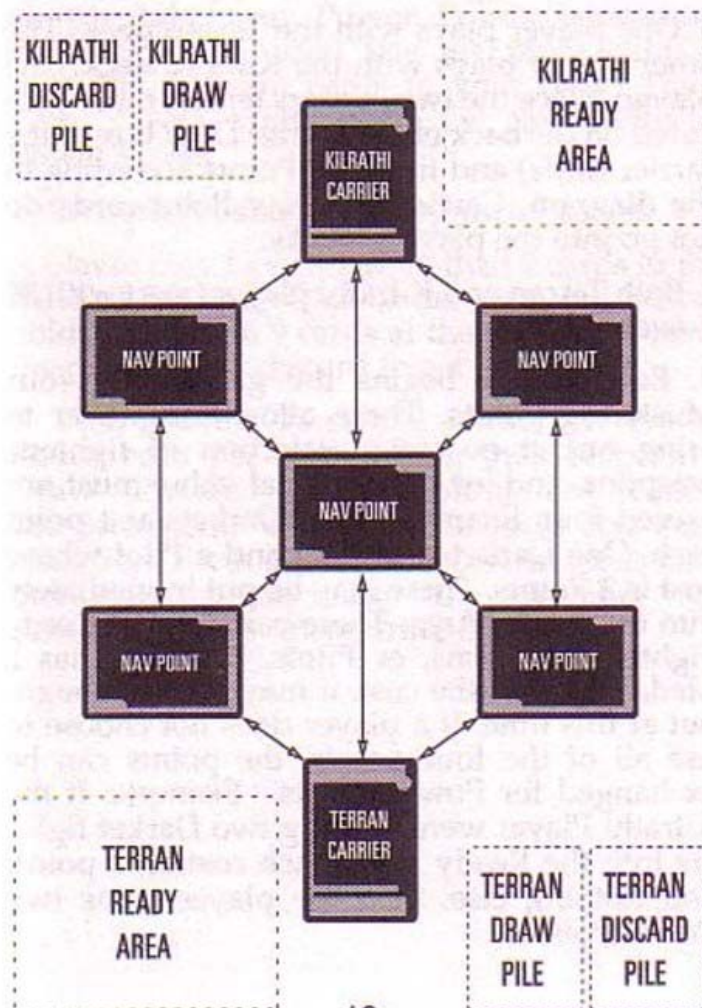 KILRATHI
DISCARD
PILE
KILRATHI
DRAW
PILE
KILRATHI
READY
AREA
KILRATHI
CARRIER
NAV POINT
NAV POINT
NAV POINT
NAV POINT
NAV POINT
TERRAN
CARRIER
TERRAN
READY
AREA
TERRAN
DRAW
PILE
TERRAN
DISCARD
PILE